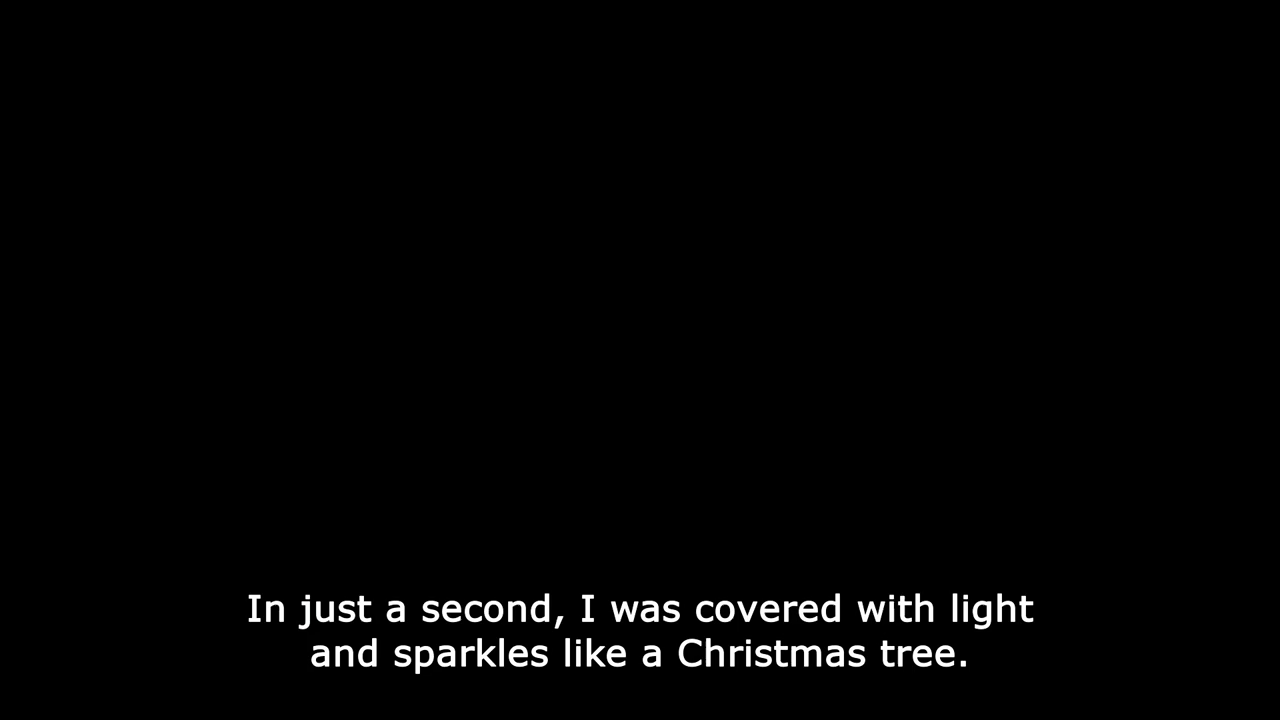 In just a second, I was covered with light
and sparkles like a Christmas tree.